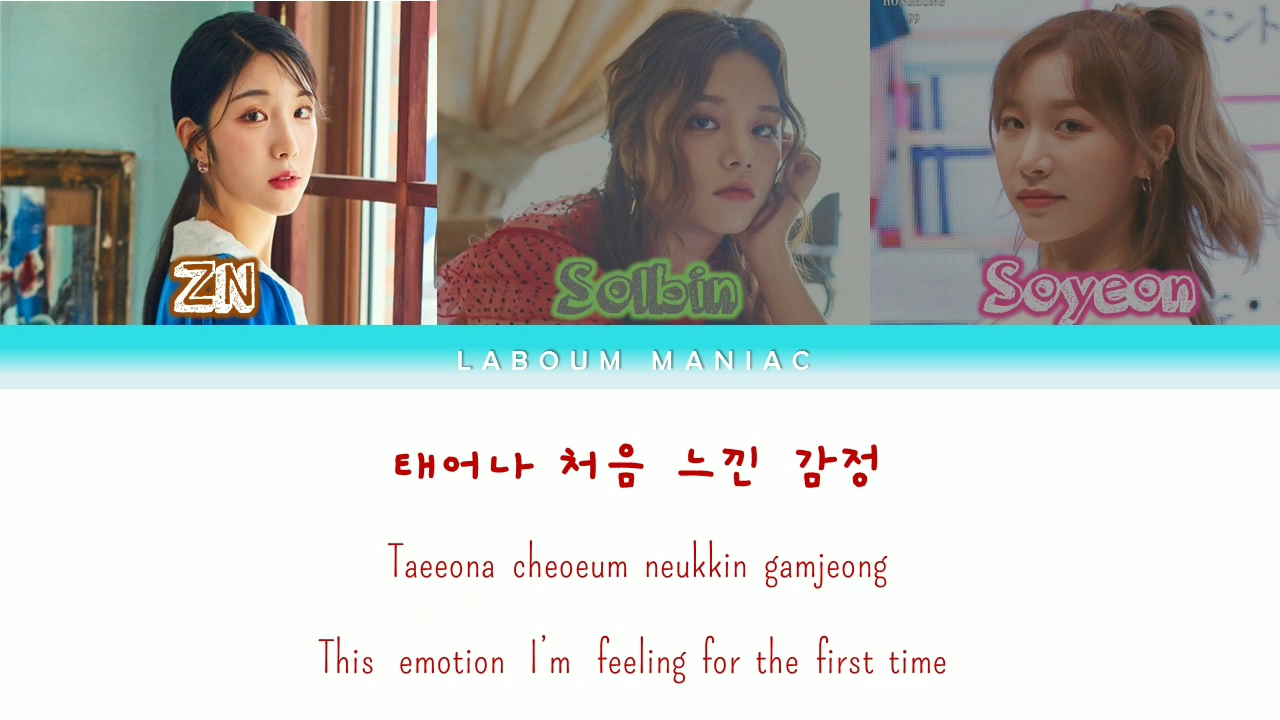 ZN
Solbin
Soyeon
LABOUM MANIAC
태어나 처음 느낀 감정
Taeeona cheoeum neukkin gamjeong
This emotion I'm feeling for the first time